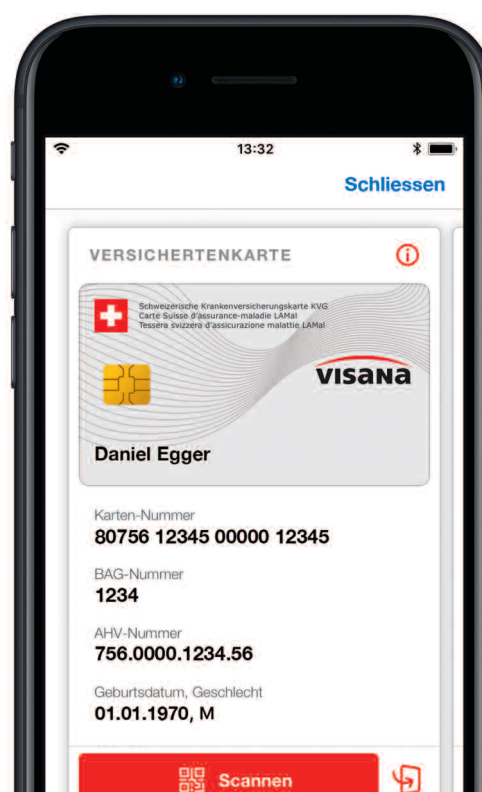 13:32
Schliessen
VERSICHERTENKARTE
Schweizerische Krankenversicherungskarte KVG
Carte Suisse d'assurance-maladie LAMal
Tessera svizzera d'assicurazione malattie LAMal
visana
Daniel Egger
Karten-Nummer
80756 12345 00000 12345
BAG-Nummer
1234
AHV-Nummer
756.0000.1234.56
Geburtsdatum, Geschlecht
01.01.1970, M
Scannen